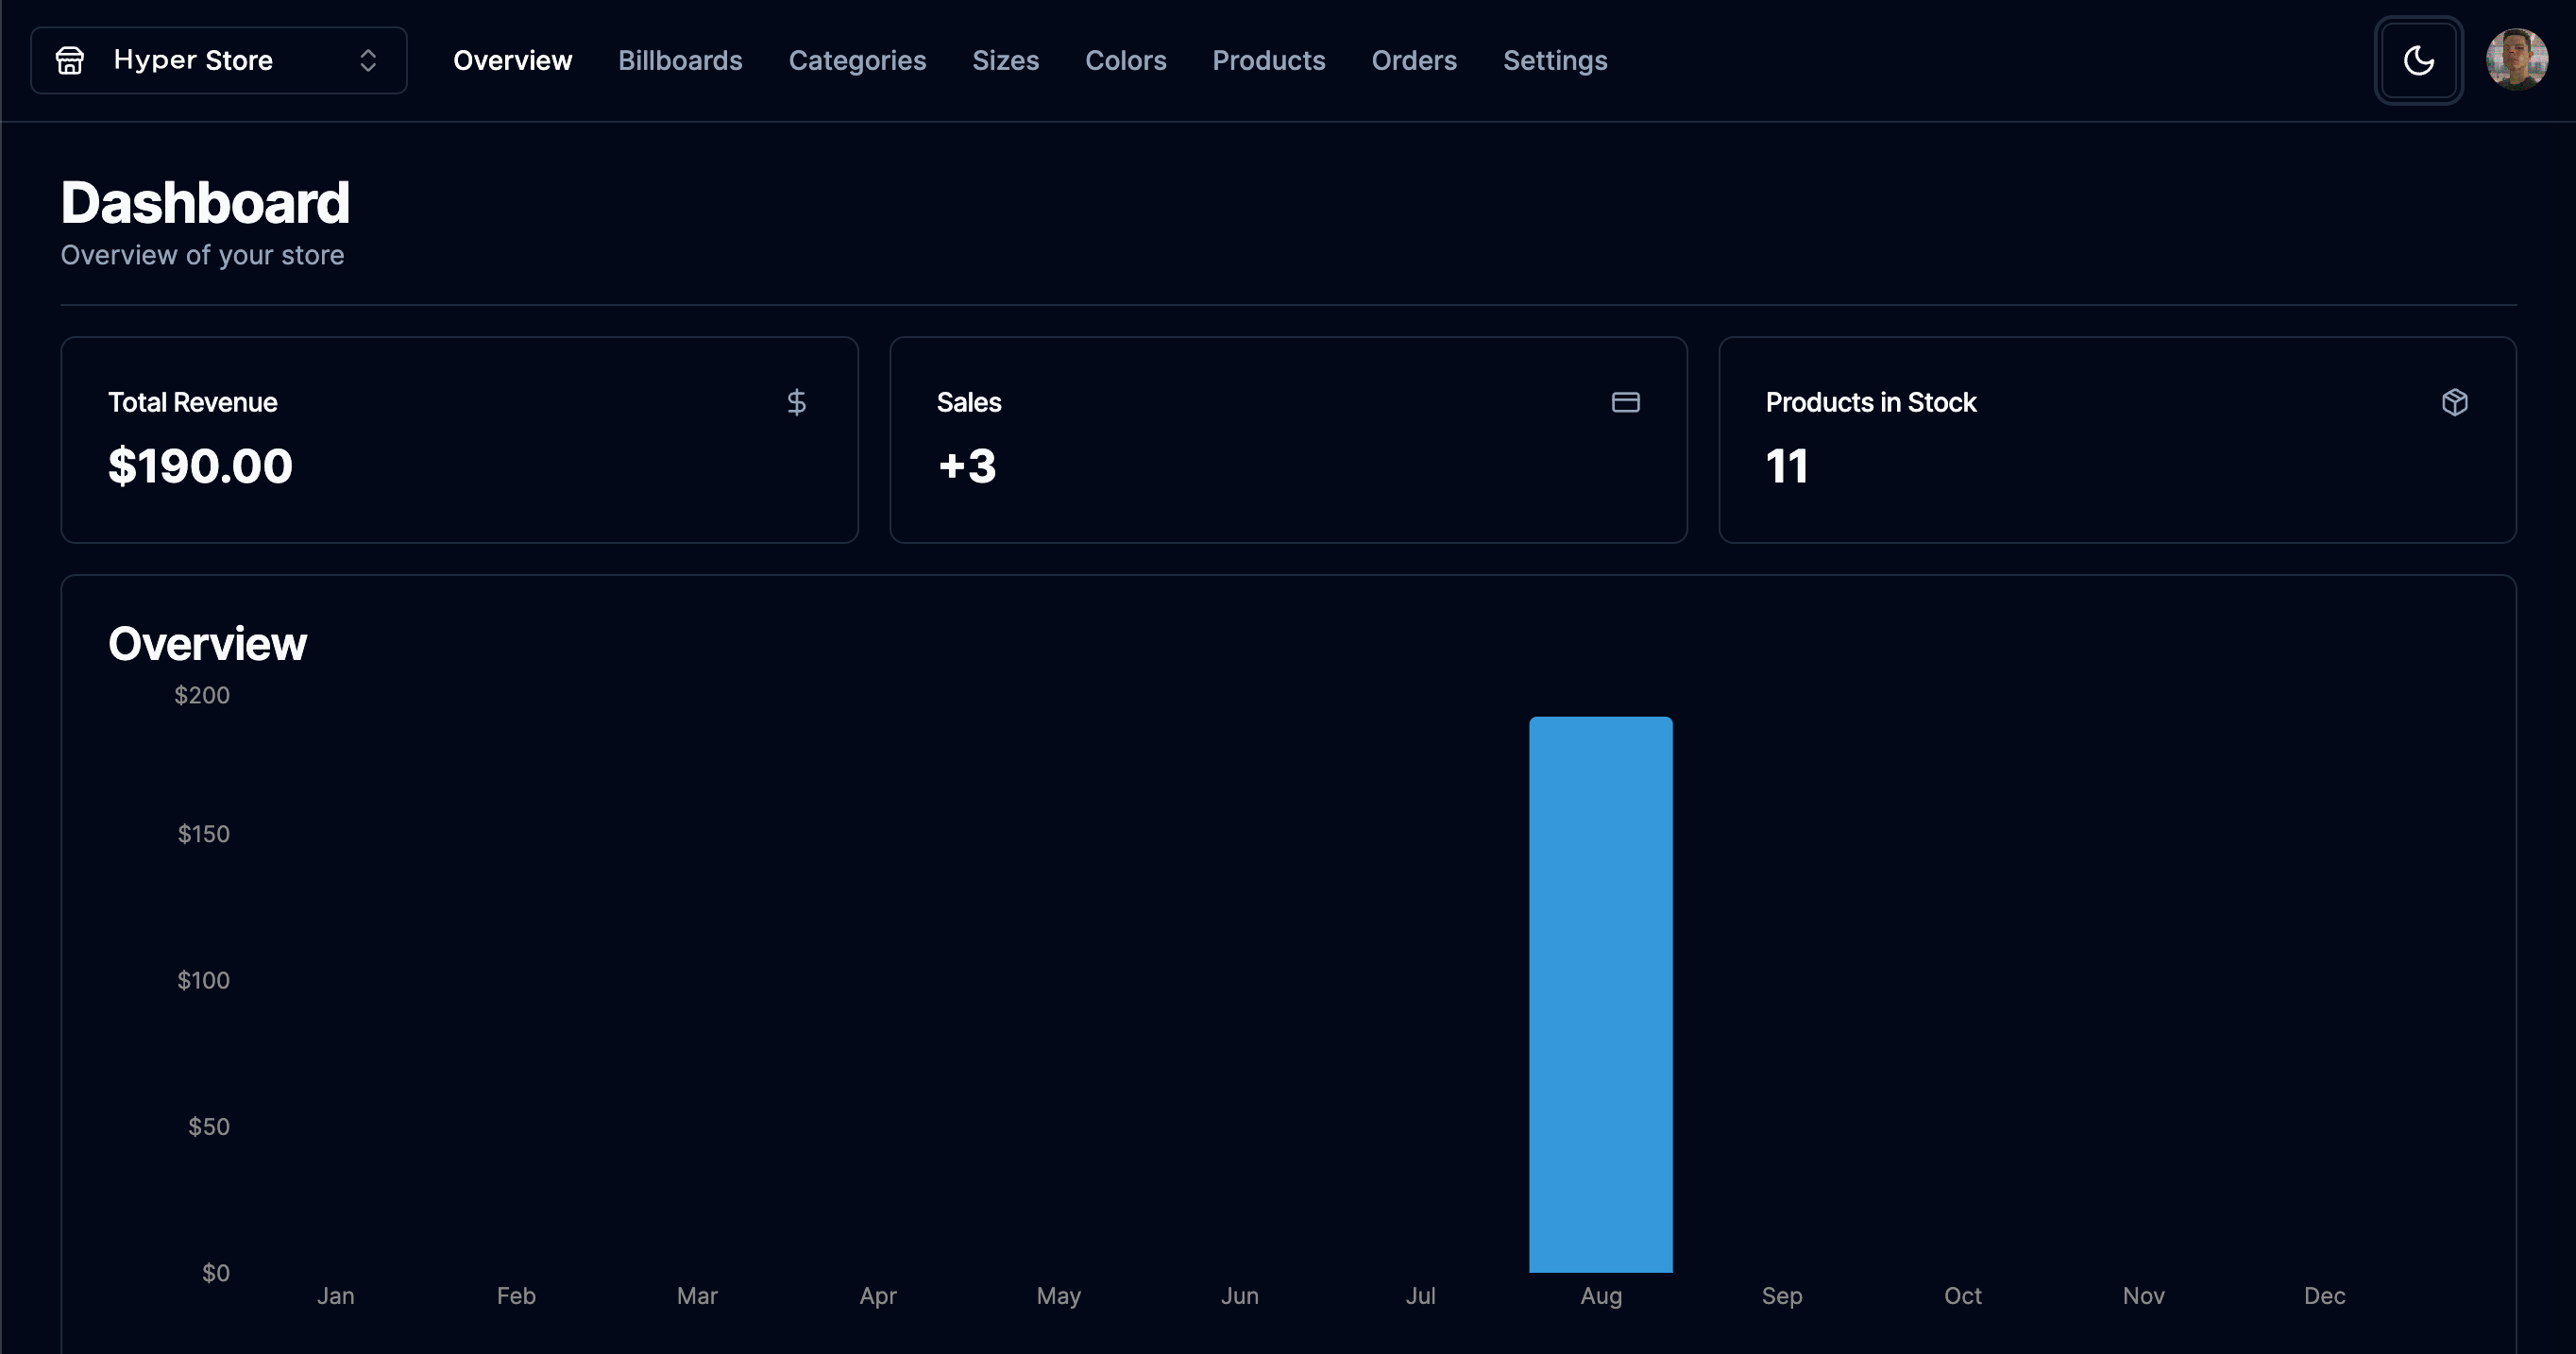 Hyper Store Overview Billboards Categories Sizes Colors Products Orders Settings
Dashboard
Overview of your store
Total Revenue
$190.00
Sales
+3
Products in Stock
11
Overview
$200
$150
$100
$50
$0
Jan Feb Mar Apr May Jun Jul Aug Sep Oct Nov Dec